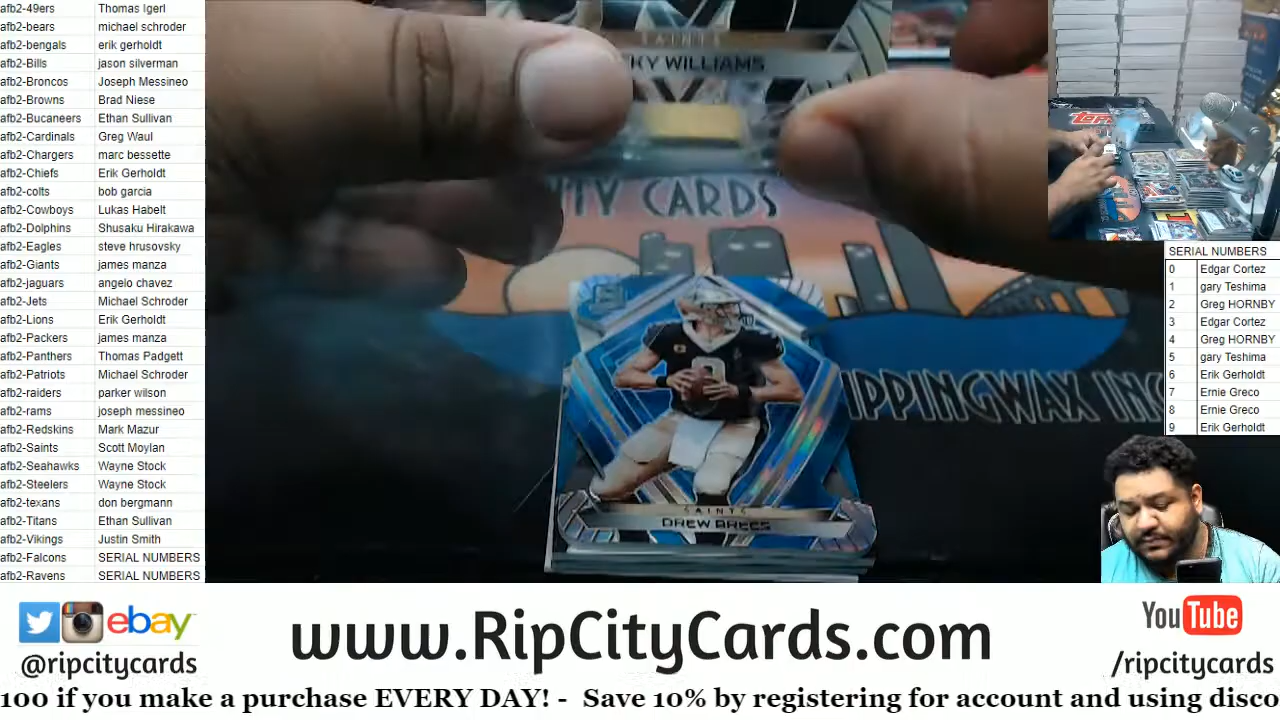 afb2-49ers Thomas Igerl
afb2-bears michael schroder
afb2-bengals erik gerholdt
afb2-Bills jason silverman
afb2-Broncos Joseph Messineo
afb2-Browns Brad Niese
afb2-Bucaneers Ethan Sullivan
afb2-Cardinals Greg Waul
afb2-Chargers marc bessette
afb2-Chiefs Erik Gerholdt
afb2-colts bob garcia
afb2-Cowboys Lukas Habelt
afb2-Dolphins Shusaku Hirakawa
afb2-Eagles steve hrusovsky
afb2-Giants james manza
afb2-jaguars angelo chavez
afb2-Jets Michael Schroder
afb2-Lions Erik Gerholdt
afb2-Packers james manza
afb2-Panthers Thomas Padgett
afb2-Patriots Michael Schroder
afb2-raiders parker wilson
afb2-rams joseph messineo
afb2-Redskins Mark Mazur
afb2-Saints Scott Moylan
afb2-Seahawks Wayne Stock
afb2-Steelers Wayne Stock
afb2-texans don bergmann
afb2-Titans Ethan Sullivan
afb2-Vikings Justin Smith
afb2-Falcons SERIAL NUMBERS
afb2-Ravens SERIAL NUMBERS
SAINTS
KY WILLIAMS
ITY CARDS
IPPINGWAX INC
SAINTS
DREW BREES
Topps
SERIAL NUMBERS
0 Edgar Cortez
1 gary Teshima
2 Greg HORNBY
3 Edgar Cortez
4 Greg HORNBY
5 gary Teshima
6 Erik Gerholdt
7 Ernie Greco
8 Ernie Greco
9 Erik Gerholdt
ebay
@ripcitycards
www.RipCityCards.com
YouTube
/ripcitycards
100 if you make a purchase EVERY DAY! - Save 10% by registering for account and using disco